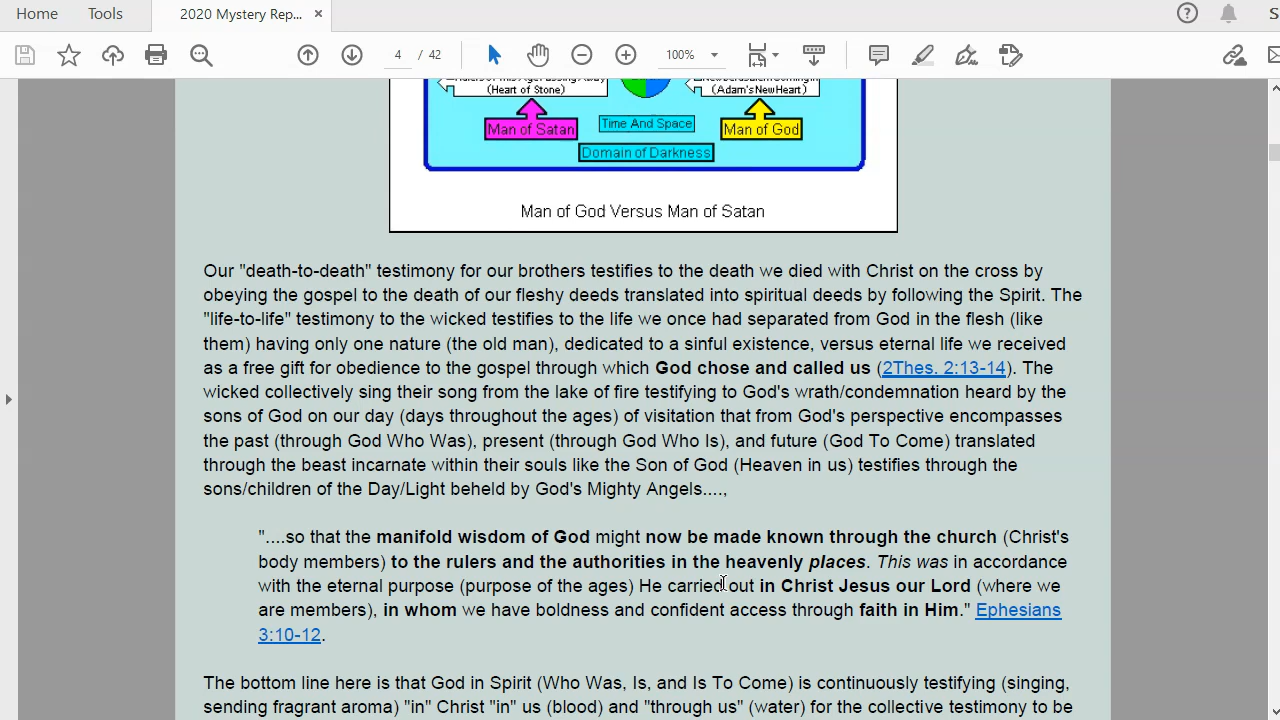 Home Tools 2020 Mystery Rep... ×
4 / 42 100%
(Heart of Stone) (Adam's New Heart)
Man of Satan Time And Space Man of God
Domain of Darkness
Man of God Versus Man of Satan
Our "death-to-death" testimony for our brothers testifies to the death we died with Christ on the cross by
obeying the gospel to the death of our fleshy deeds translated into spiritual deeds by following the Spirit. The
"life-to-life" testimony to the wicked testifies to the life we once had separated from God in the flesh (like
them) having only one nature (the old man), dedicated to a sinful existence, versus eternal life we received
as a free gift for obedience to the gospel through which God chose and called us (2Thes. 2:13-14). The
wicked collectively sing their song from the lake of fire testifying to God's wrath/condemnation heard by the
sons of God on our day (days throughout the ages) of visitation that from God's perspective encompasses
the past (through God Who Was), present (through God Who Is), and future (God To Come) translated
through the beast incarnate within their souls like the Son of God (Heaven in us) testifies through the
sons/children of the Day/Light beheld by God's Mighty Angels....,
"....so that the manifold wisdom of God might now be made known through the church (Christ's
body members) to the rulers and the authorities in the heavenly places. This was in accordance
with the eternal purpose (purpose of the ages) He carried out in Christ Jesus our Lord (where we
are members), in whom we have boldness and confident access through faith in Him." Ephesians
3:10-12.
The bottom line here is that God in Spirit (Who Was, Is, and Is To Come) is continuously testifying (singing,
sending fragrant aroma) "in" Christ "in" us (blood) and "through us" (water) for the collective testimony to be